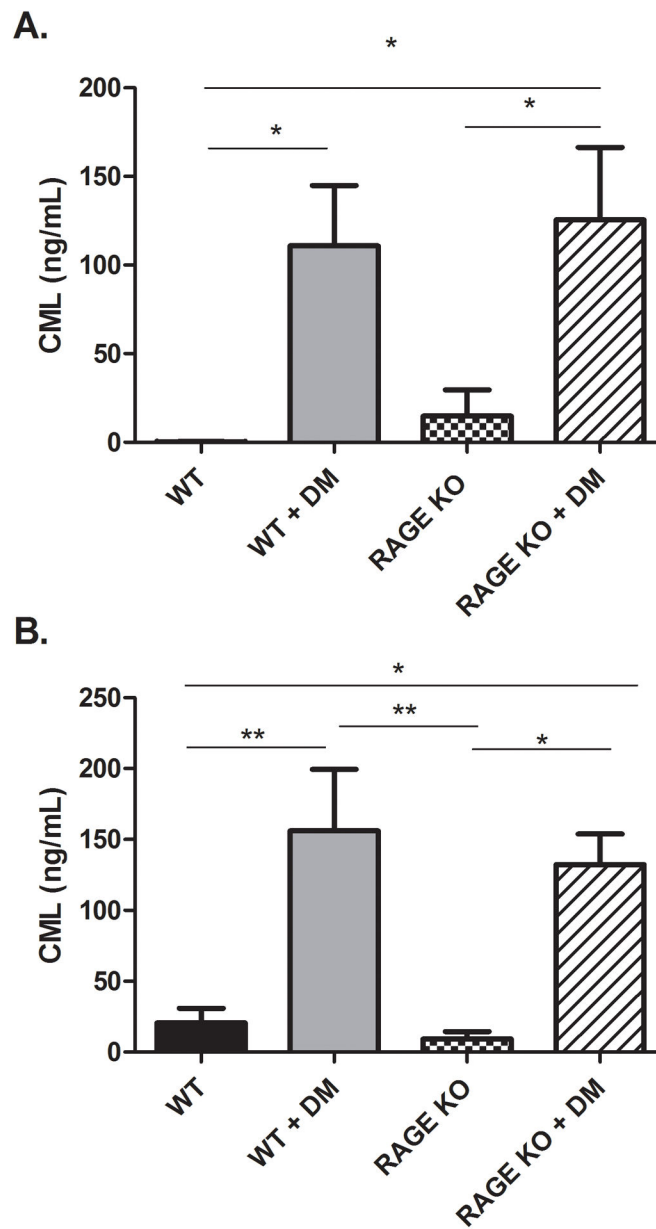 A.
*
200
*
*
150
CML (ng/mL)
100
50
0
WT
WT + DM
RAGE KO
RAGE KO + DM
B.
*
250
**
**
*
200
CML (ng/mL)
150
100
50
0
WT
WT + DM
RAGE KO
RAGE KO + DM